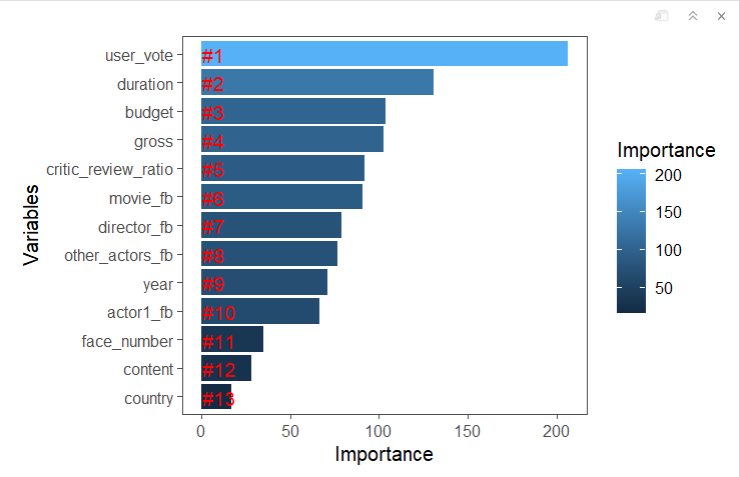 user_vote #1
duration #2
budget #3
gross #4
critic_review_ratio #5
movie_fb #6
director_fb #7
other_actors_fb #8
year #9
actor1_fb #10
face_number #11
content #12
country #13
0 50 100 150 200
Importance
Variables
Importance
200
150
100
50